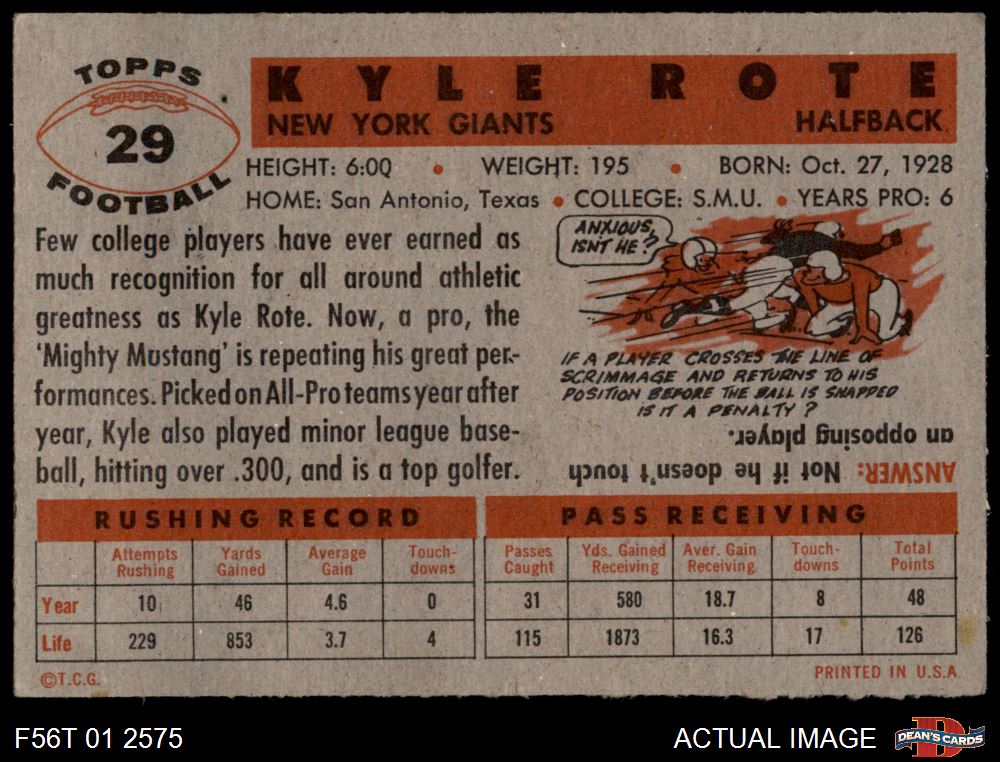 TOPPS
29
FOOTBALL
KYLE ROTE
NEW YORK GIANTS HALFBACK
HEIGHT: 6:00 • WEIGHT: 195 • BORN: Oct. 27, 1928
HOME: San Antonio, Texas • COLLEGE: S.M.U. • YEARS PRO: 6
Few college players have ever earned as
much recognition for all around athletic
greatness as Kyle Rote. Now, a pro, the
'Mighty Mustang' is repeating his great per-
formances. Picked on All-Pro teams year after
year, Kyle also played minor league base-
ball, hitting over .300, and is a top golfer.
ANXIOUS,
ISN'T HE?
IF A PLAYER CROSSES THE LINE OF
SCRIMMAGE AND RETURNS TO HIS
POSITION BEFORE THE BALL IS SNAPPED
IS IT A PENALTY?
ANSWER: Not if he doesn't touch
an opposing player.
RUSHING RECORD
Attempts Rushing Yards Gained Average Gain Touch-downs
Year 10 46 4.6 0
Life 229 853 3.7 4
PASS RECEIVING
Passes Caught Yds. Gained Receiving Aver. Gain Receiving Touch-downs Total Points
31 580 18.7 8 48
115 1873 16.3 17 126
©T.C.G. PRINTED IN U.S.A.
F56T 01 2575 ACTUAL IMAGE DEAN'S CARDS